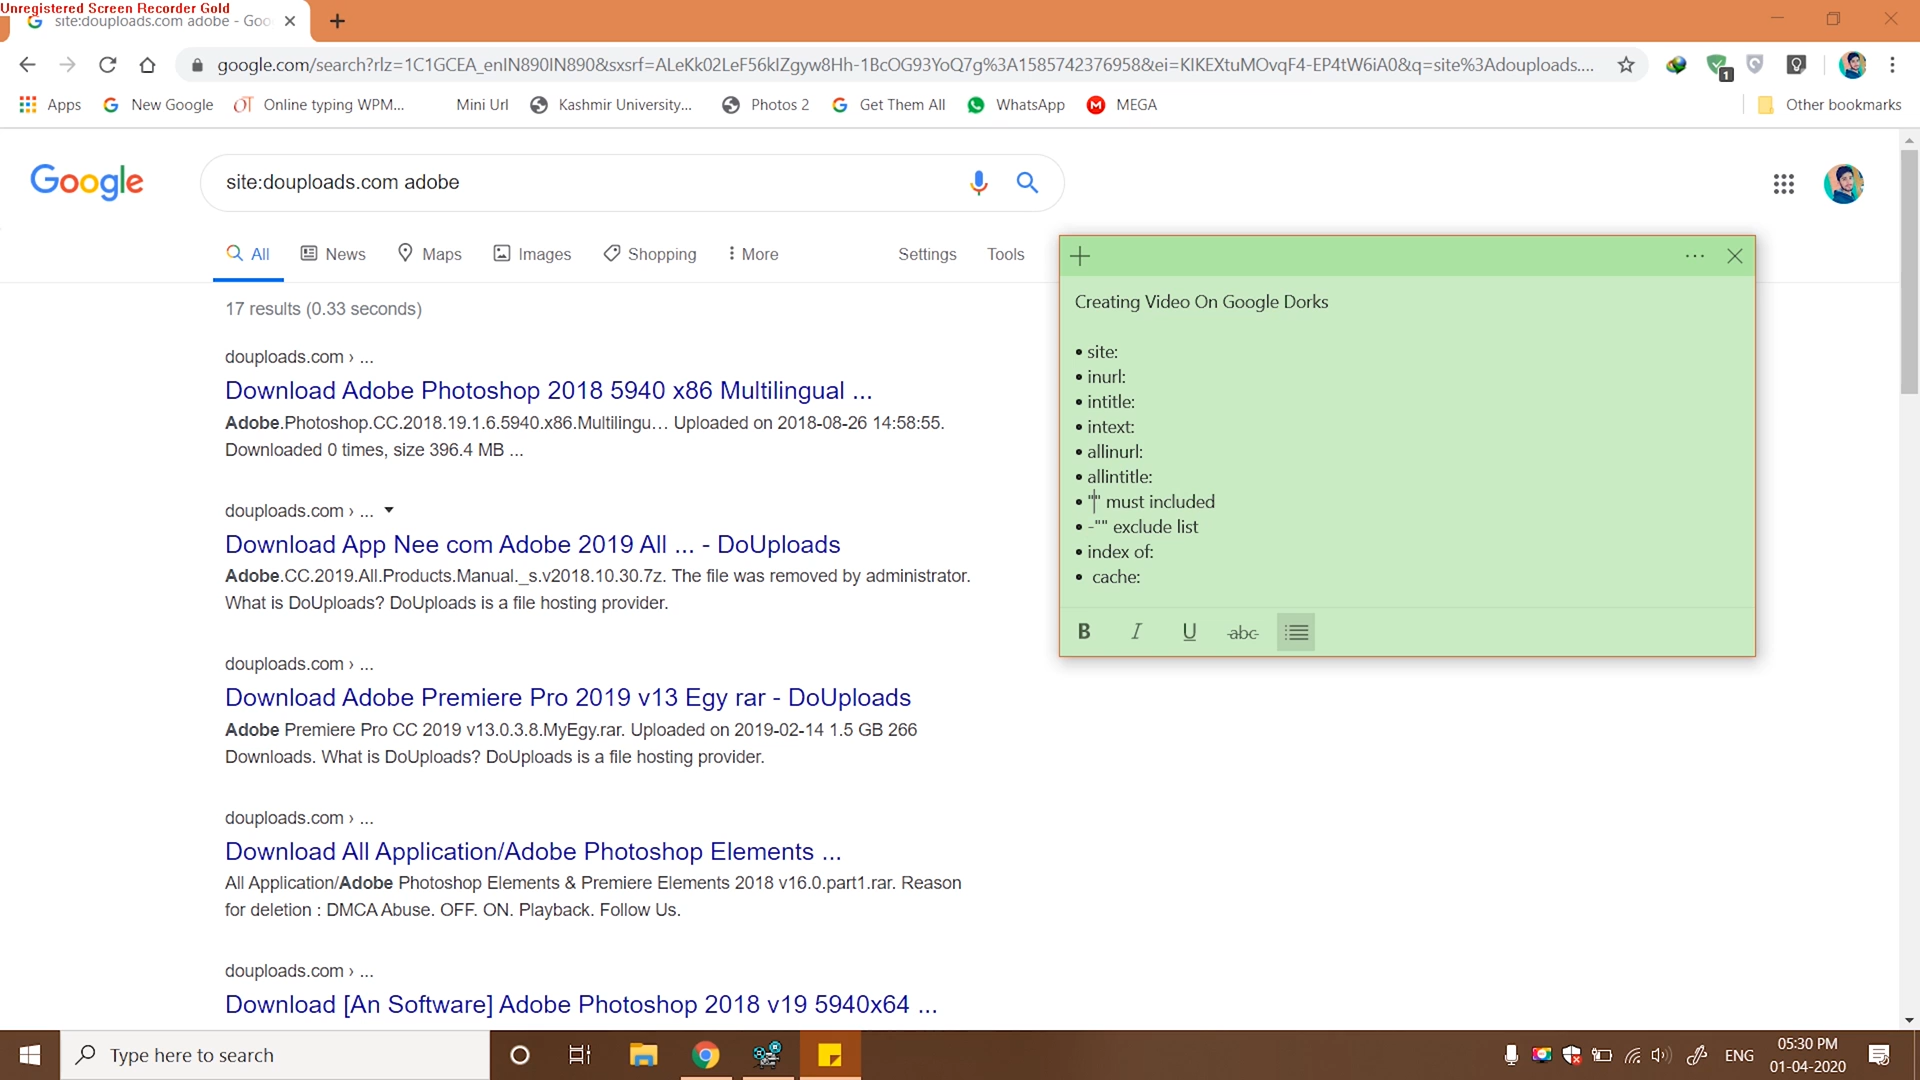 Unregistered Screen Recorder Gold
site:douploads.com adobe - Goo
google.com/search?rlz=1C1GCEA_enIN890IN890&sxsrf=ALeKk02LeF56kIZgyw8Hh-1BcOG93YoQ7g%3A1585742376958&ei=KIKEXtuMOvqF4-EP4tW6iA0&q=site%3Adouploads....
1
Apps
New Google
OT Online typing WPM...
Mini Url
Kashmir University...
Photos 2
Get Them All
WhatsApp
MEGA
Other bookmarks
Google
site:douploads.com adobe
All
News
Maps
Images
Shopping
More
Settings
Tools
17 results (0.33 seconds)
douploads.com › ...
Download Adobe Photoshop 2018 5940 x86 Multilingual ...
Adobe.Photoshop.CC.2018.19.1.6.5940.x86.Multilingu… Uploaded on 2018-08-26 14:58:55.
Downloaded 0 times, size 396.4 MB ...
douploads.com › ...
Download App Nee com Adobe 2019 All ... - DoUploads
Adobe.CC.2019.All.Products.Manual._s.v2018.10.30.7z. The file was removed by administrator.
What is DoUploads? DoUploads is a file hosting provider.
douploads.com › ...
Download Adobe Premiere Pro 2019 v13 Egy rar - DoUploads
Adobe Premiere Pro CC 2019 v13.0.3.8.MyEgy.rar. Uploaded on 2019-02-14 1.5 GB 266
Downloads. What is DoUploads? DoUploads is a file hosting provider.
douploads.com › ...
Download All Application/Adobe Photoshop Elements ...
All Application/Adobe Photoshop Elements & Premiere Elements 2018 v16.0.part1.rar. Reason
for deletion : DMCA Abuse. OFF. ON. Playback. Follow Us.
douploads.com › ...
Download [An Software] Adobe Photoshop 2018 v19 5940x64 ...
Creating Video On Google Dorks
• site:
• inurl:
• intitle:
• intext:
• allinurl:
• allintitle:
• "" must included
• -"" exclude list
• index of:
• cache:
B
I
U
abc
Type here to search
ENG
05:30 PM
01-04-2020